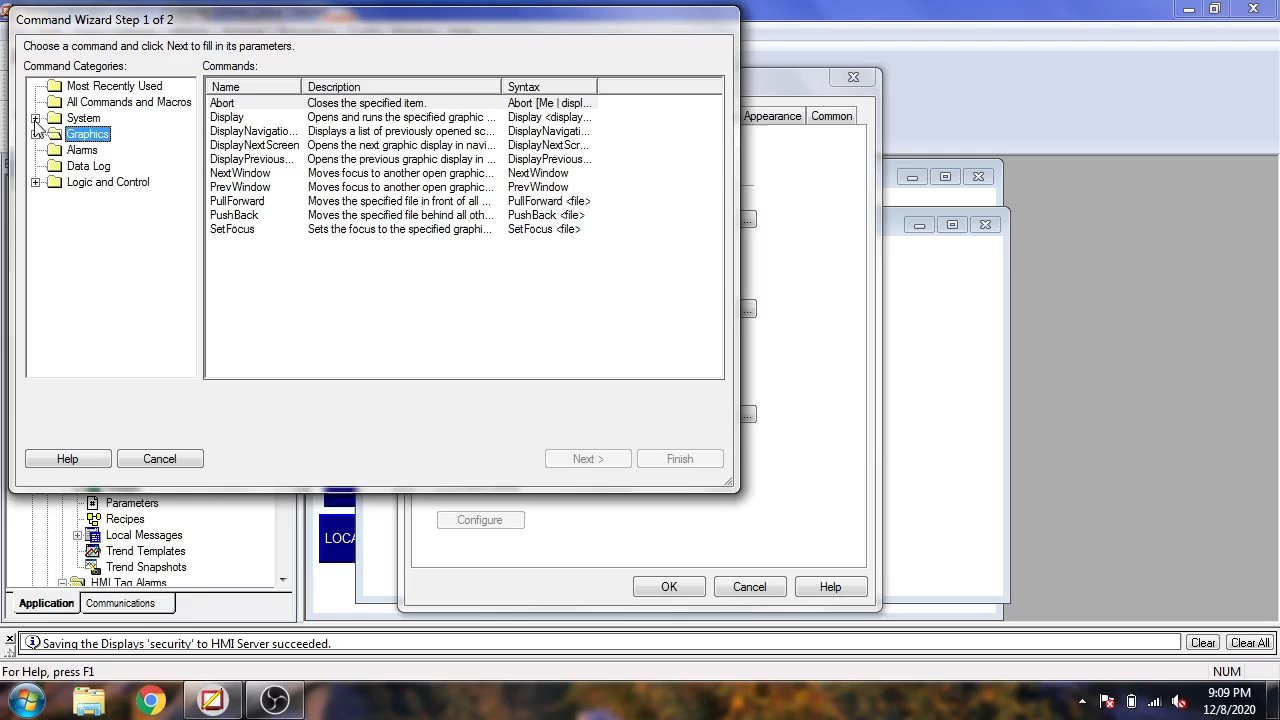 Command Wizard Step 1 of 2
Choose a command and click Next to fill in its parameters.
Command Categories:
Commands:
Most Recently Used
All Commands and Macros
System
Graphics
Alarms
Data Log
Logic and Control
Name Description Syntax
Abort Closes the specified item. Abort [Me | displ...
Display Opens and runs the specified graphic ... Display <display...
DisplayNavigatio... Displays a list of previously opened sc... DisplayNavigati...
DisplayNextScreen Opens the next graphic display in navi... DisplayNextScr...
DisplayPrevious... Opens the previous graphic display in ... DisplayPrevious...
NextWindow Moves focus to another open graphic... NextWindow
PrevWindow Moves focus to another open graphic... PrevWindow
PullForward Moves the specified file in front of all ... PullForward <file>
PushBack Moves the specified file behind all oth... PushBack <file>
SetFocus Sets the focus to the specified graphi... SetFocus <file>
Help
Cancel
Next >
Finish
Appearance
Common
...
...
...
Configure
OK
Cancel
Help
LOCA
Parameters
Recipes
Local Messages
Trend Templates
Trend Snapshots
HMI Tag Alarms
Application
Communications
Saving the Displays 'security' to HMI Server succeeded.
Clear
Clear All
For Help, press F1
NUM
9:09 PM
12/8/2020